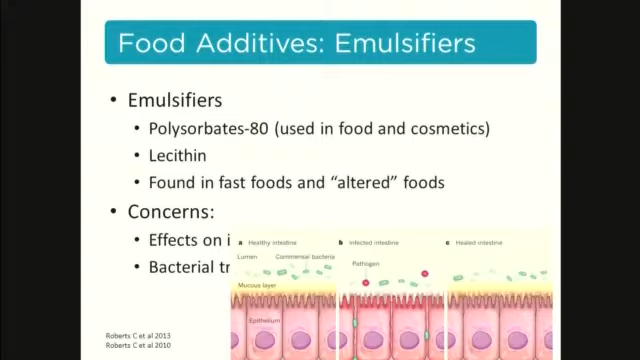 Food Additives: Emulsifiers
• Emulsifiers
• Polysorbates-80 (used in food and cosmetics)
• Lecithin
• Found in fast foods and “altered” foods
• Concerns:
• Effects on
• Bacterial
a Healthy intestine
b Infected intestine
c Healed intestine
Lumen
Commensal bacteria
Pathogen
Mucous layer
Epithelium
Roberts C et al 2013
Roberts C et al 2010